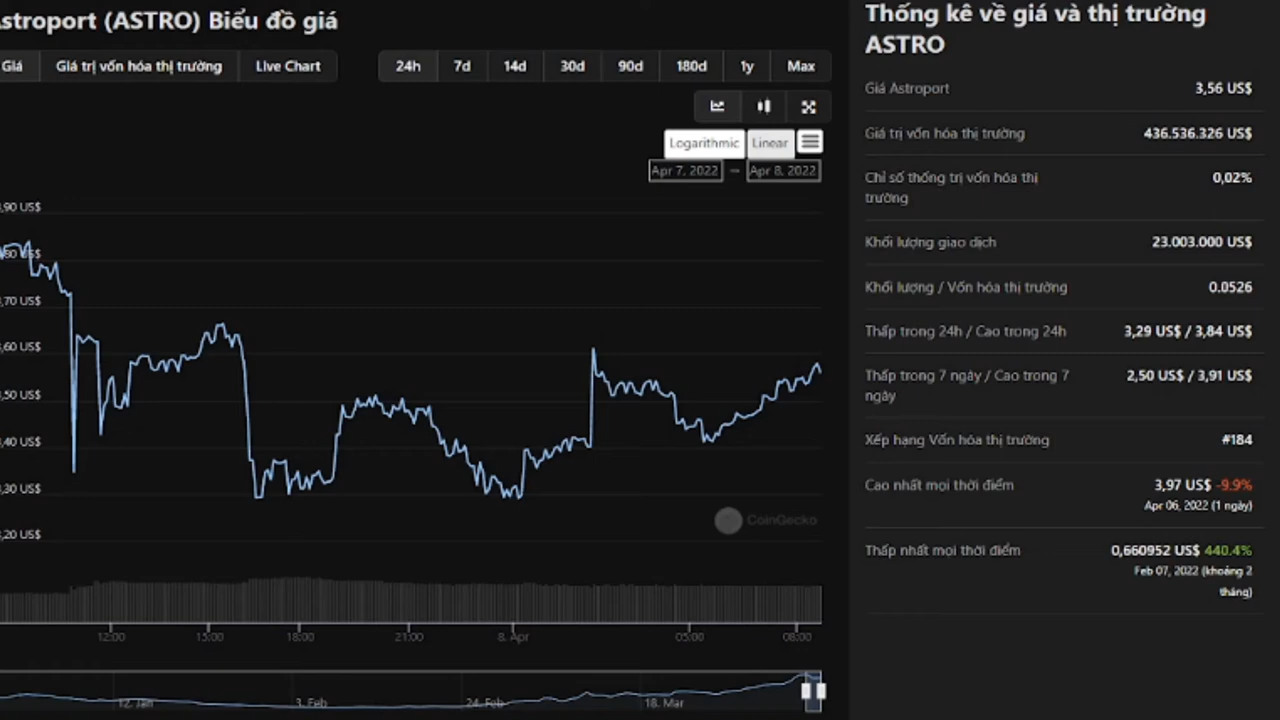 stroport (ASTRO) Biểu đồ giá
Giá
Giá trị vốn hóa thị trường
Live Chart
24h
7d
14d
30d
90d
180d
1y
Max
Logarithmic
Linear
Apr 7, 2022
–
Apr 8, 2022
,90 US$
,80 US$
,70 US$
,60 US$
,50 US$
,40 US$
,30 US$
,20 US$
CoinGecko
12:00
15:00
18:00
21:00
8. Apr
05:00
08:00
12. Jan
3. Feb
24. Feb
18. Mar
Thống kê về giá và thị trường
ASTRO
Giá Astroport
3,56 US$
Giá trị vốn hóa thị trường
436.536.326 US$
Chỉ số thống trị vốn hóa thị
trường
0,02%
Khối lượng giao dịch
23.003.000 US$
Khối lượng / Vốn hóa thị trường
0.0526
Thấp trong 24h / Cao trong 24h
3,29 US$ / 3,84 US$
Thấp trong 7 ngày / Cao trong 7
ngày
2,50 US$ / 3,91 US$
Xếp hạng Vốn hóa thị trường
#184
Cao nhất mọi thời điểm
3,97 US$ -9.9%
Apr 06, 2022 (1 ngày)
Thấp nhất mọi thời điểm
0,660952 US$ 440.4%
Feb 07, 2022 (khoảng 2
tháng)